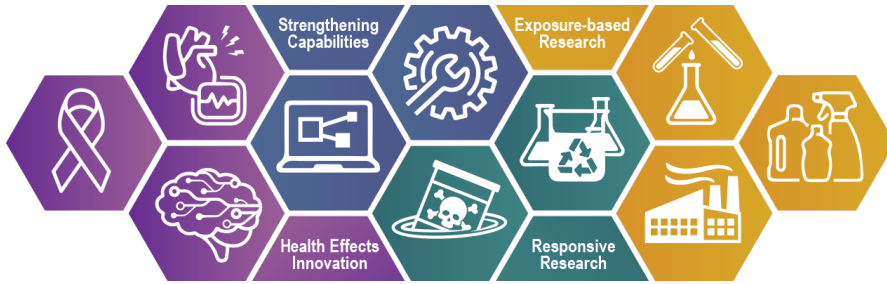 Strengthening
Capabilities
Exposure-based
Research
Health Effects
Innovation
Responsive
Research